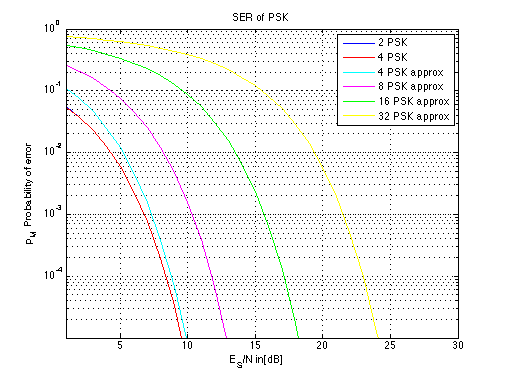 SER of PSK
2 PSK
4 PSK
4 PSK approx
8 PSK approx
16 PSK approx
32 PSK approx
10^0
10^-1
10^-2
10^-3
10^-4
P_M Probability of error
5 10 15 20 25 30
E_S/N in[dB]